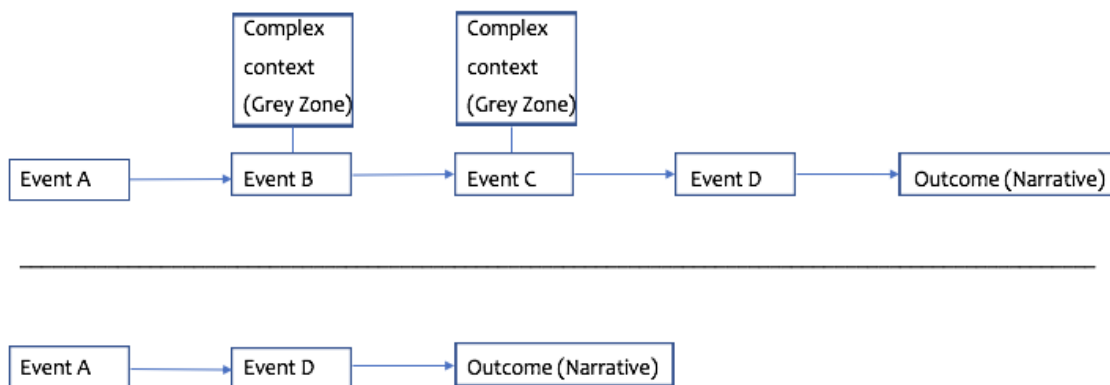 Complex
context
(Grey Zone)
Complex
context
(Grey Zone)
Event A
Event B
Event C
Event D
Outcome (Narrative)
Event A
Event D
Outcome (Narrative)